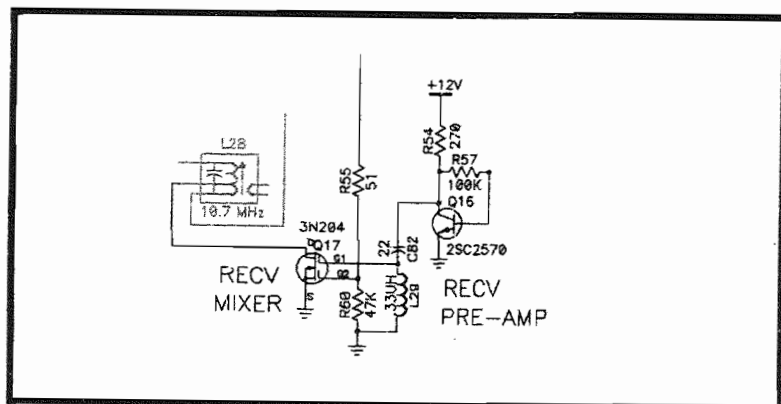 +12V
R54
270
L28
R57
100K
R55
51
10.7 MHz
Q16
3N204
D
Q17
2SC2570
22
C82
G1
G2
S
RECV
MIXER
R60
47K
33UH
L29
RECV
PRE-AMP